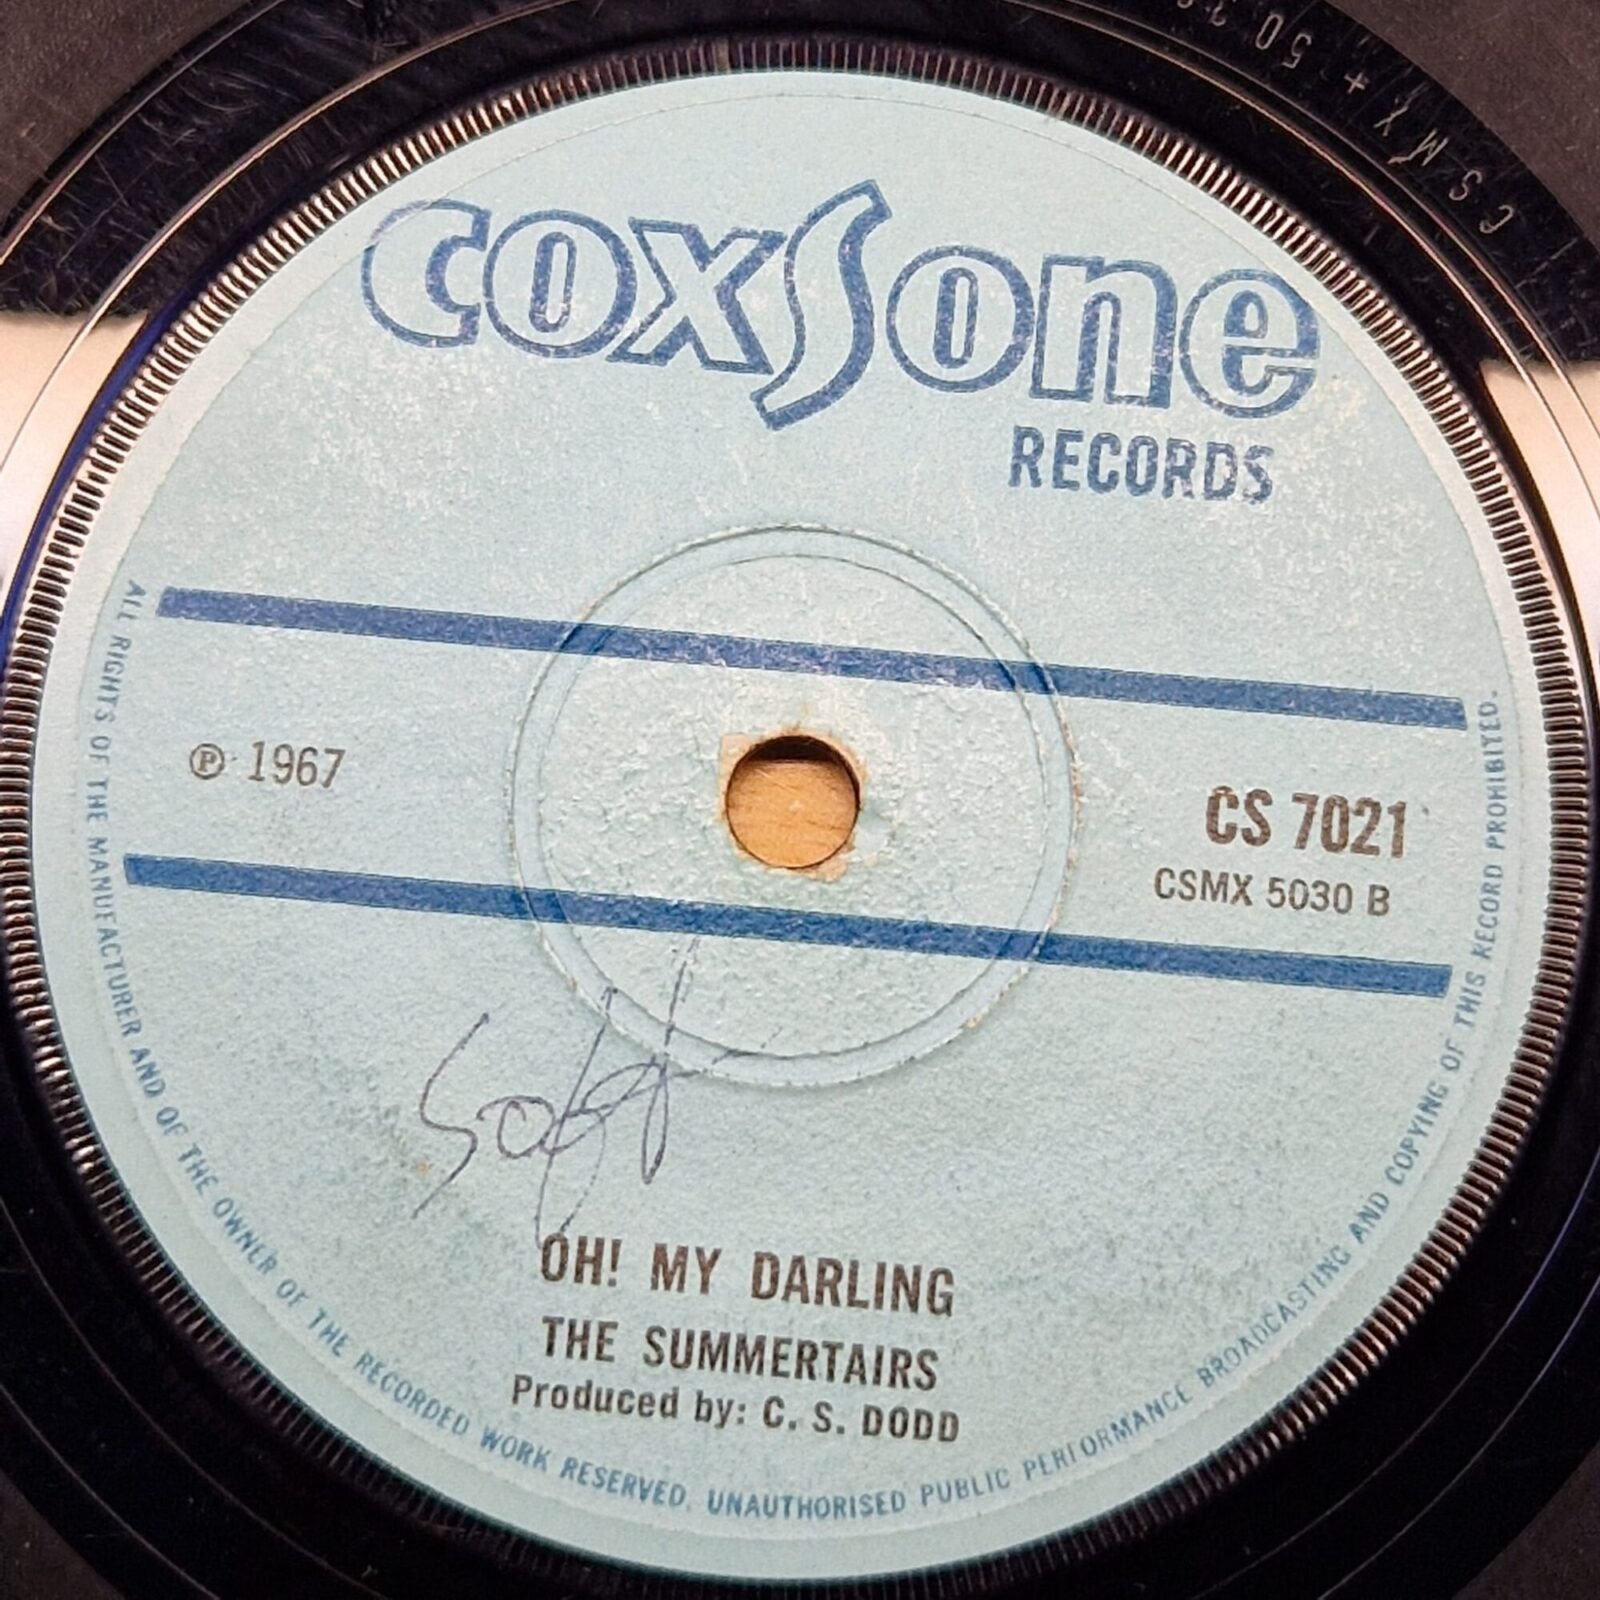 coxsone
RECORDS
℗ 1967
CS 7021
CSMX 5030 B
OH! MY DARLING
THE SUMMERTAIRS
Produced by: C. S. DODD
ALL RIGHTS OF THE MANUFACTURER AND OF THE OWNER OF THE RECORDED WORK RESERVED. UNAUTHORISED PUBLIC PERFORMANCE BROADCASTING AND COPYING OF THIS RECORD PROHIBITED.
CSMX + 50